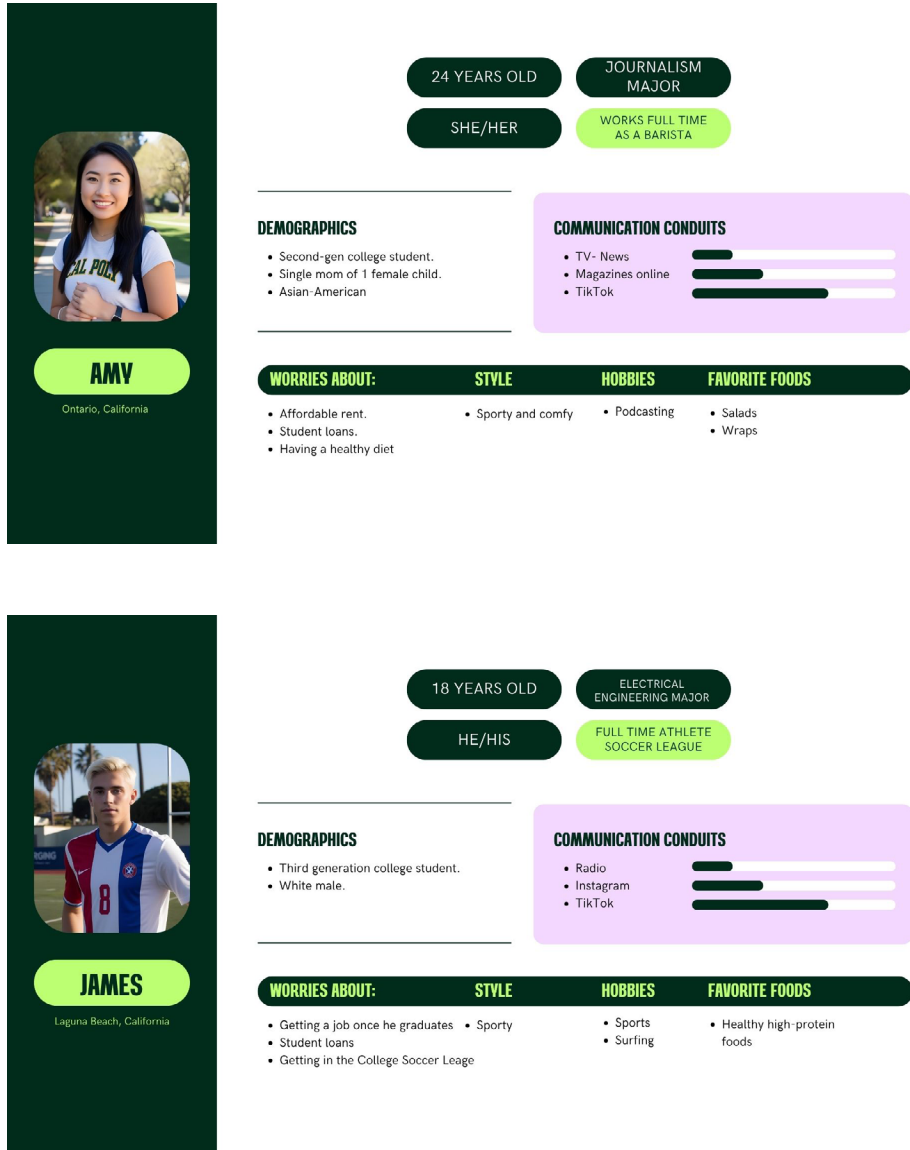 24 YEARS OLD
JOURNALISM
MAJOR
SHE/HER
WORKS FULL TIME
AS A BARISTA
CAL POLY
AMY
Ontario, California
DEMOGRAPHICS
• Second-gen college student.
• Single mom of 1 female child.
• Asian-American
COMMUNICATION CONDUITS
• TV- News
• Magazines online
• TikTok
WORRIES ABOUT:
• Affordable rent.
• Student loans.
• Having a healthy diet
STYLE
• Sporty and comfy
HOBBIES
• Podcasting
FAVORITE FOODS
• Salads
• Wraps
18 YEARS OLD
ELECTRICAL
ENGINEERING MAJOR
HE/HIS
FULL TIME ATHLETE
SOCCER LEAGUE
RGING
8
JAMES
Laguna Beach, California
DEMOGRAPHICS
• Third generation college student.
• White male.
COMMUNICATION CONDUITS
• Radio
• Instagram
• TikTok
WORRIES ABOUT:
• Getting a job once he graduates
• Student loans
• Getting in the College Soccer Leage
STYLE
• Sporty
HOBBIES
• Sports
• Surfing
FAVORITE FOODS
• Healthy high-protein
foods